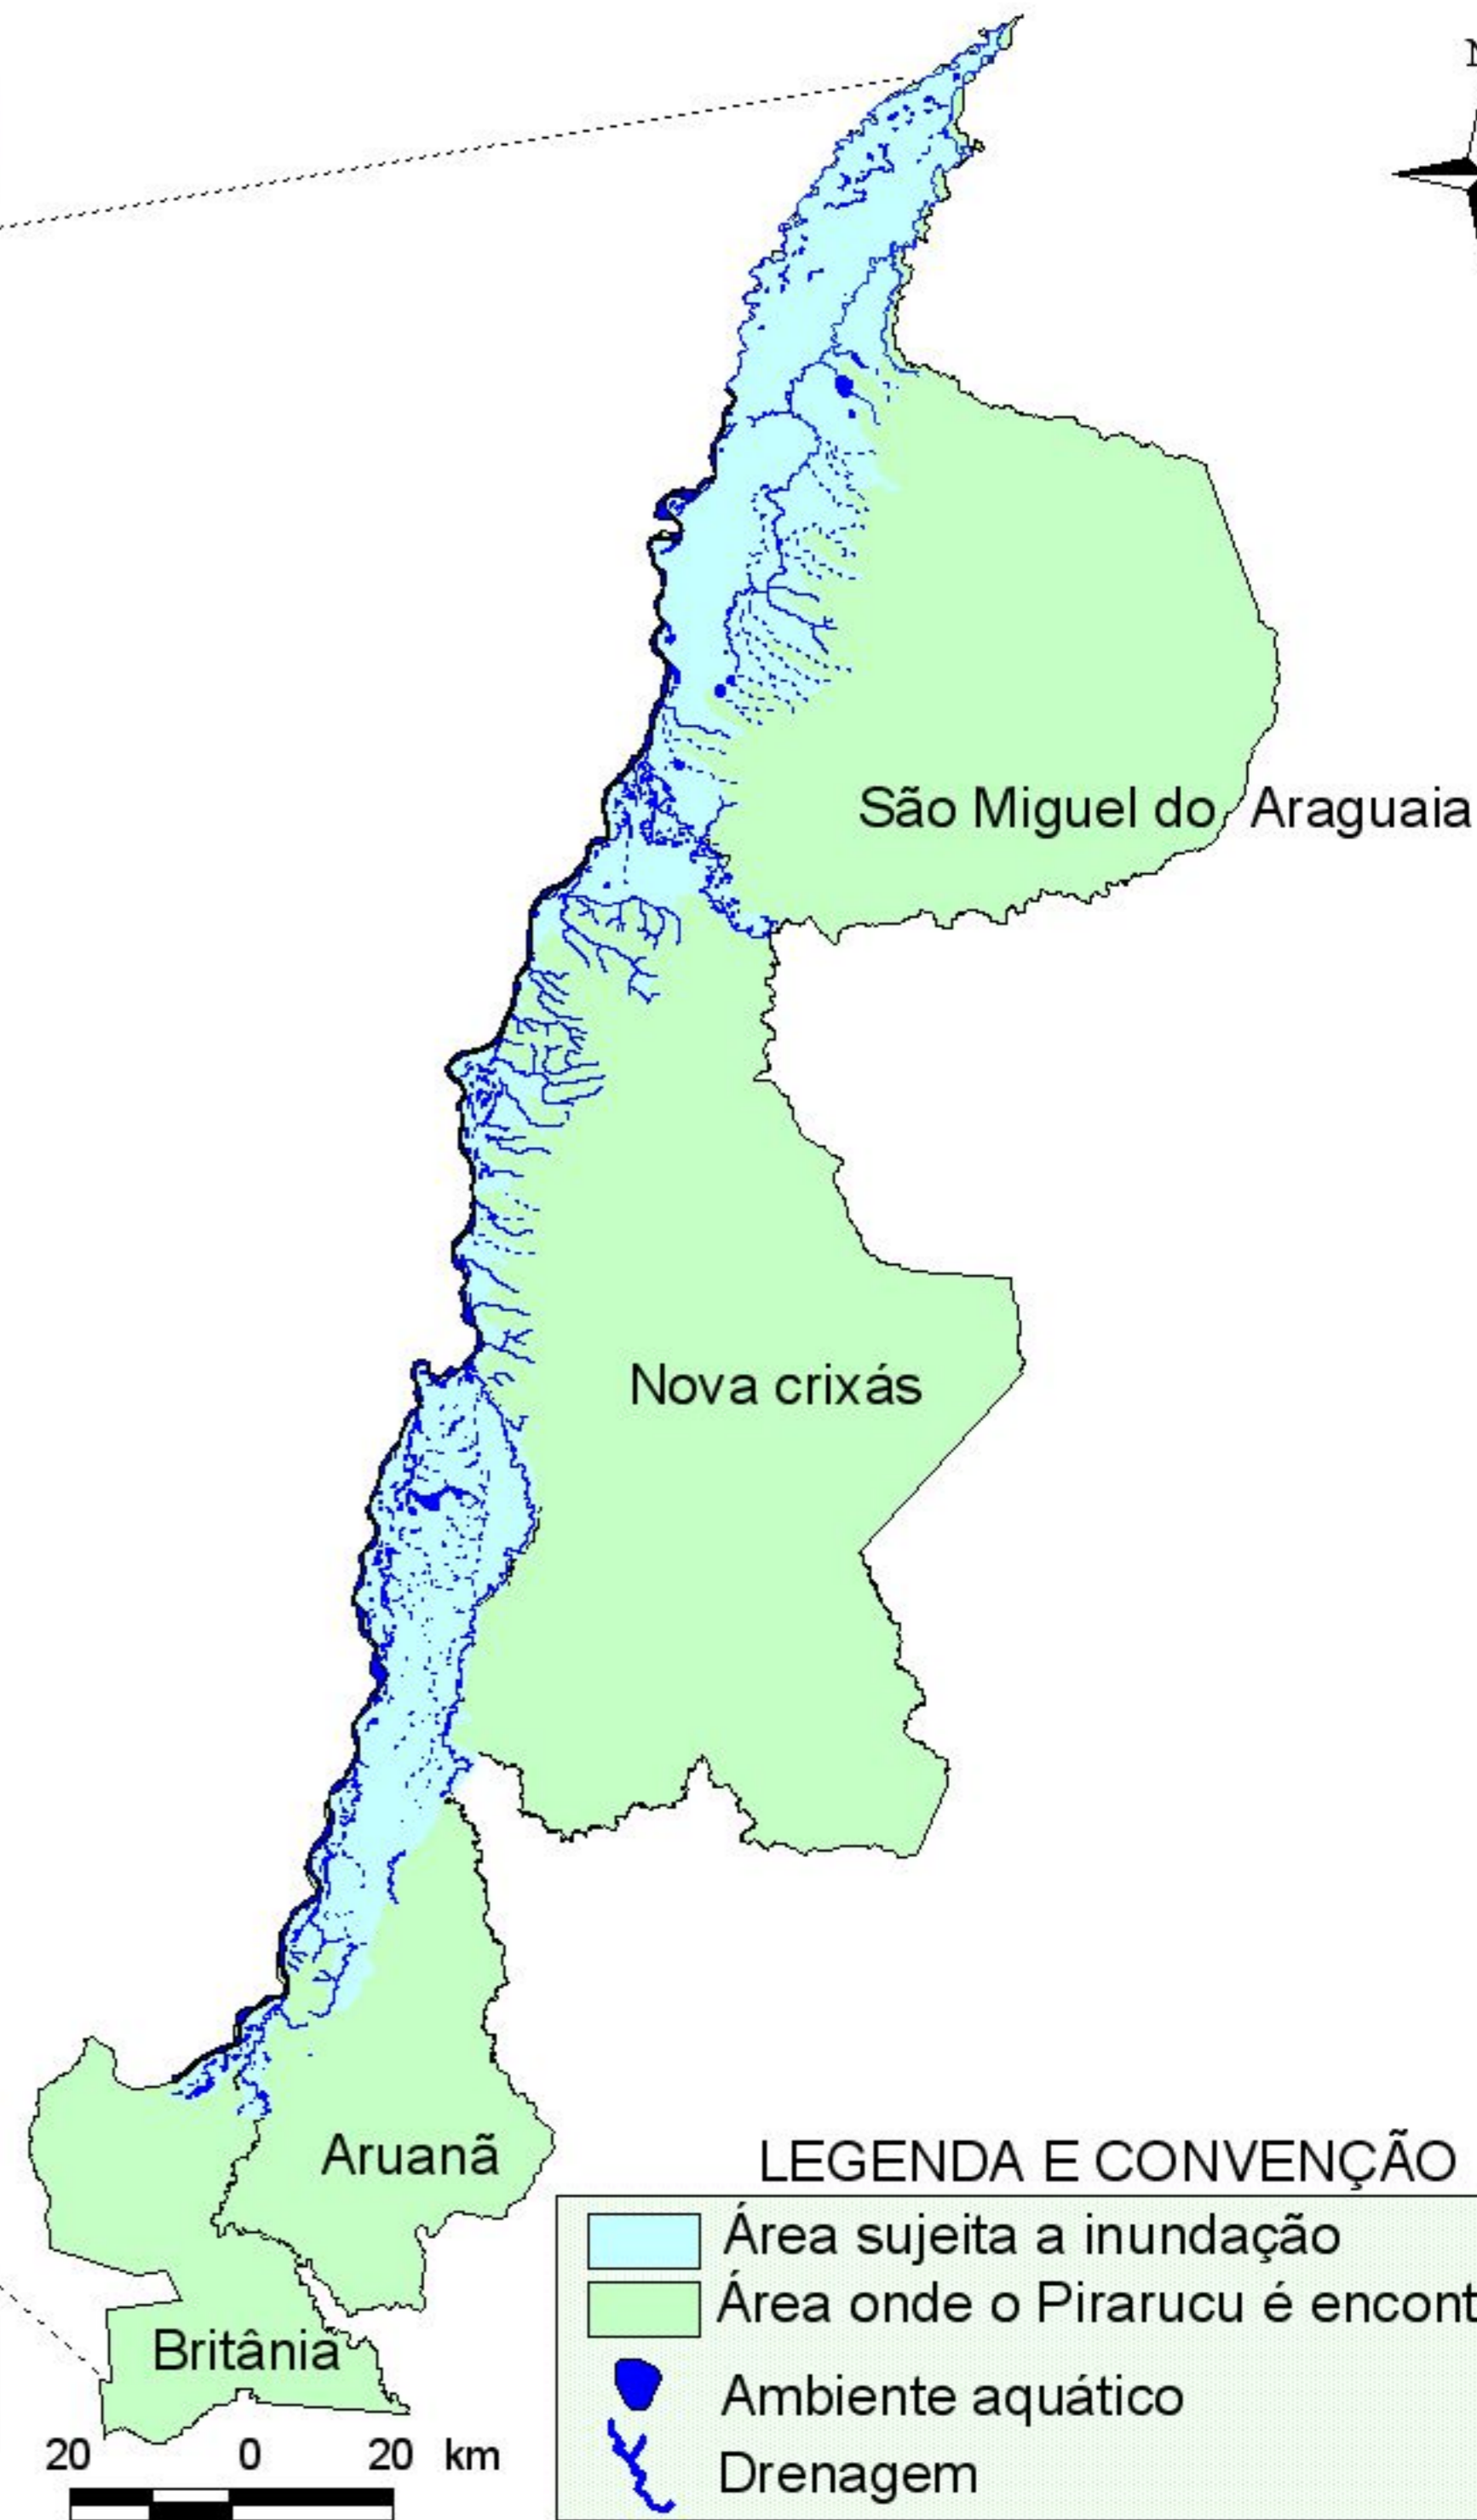 São Miguel do Araguaia
Nova crixás
Aruanã
Britânia
20 0 20 km
LEGENDA E CONVENÇÃO
Área sujeita a inundação
Área onde o Pirarucu é encont
Ambiente aquático
Drenagem